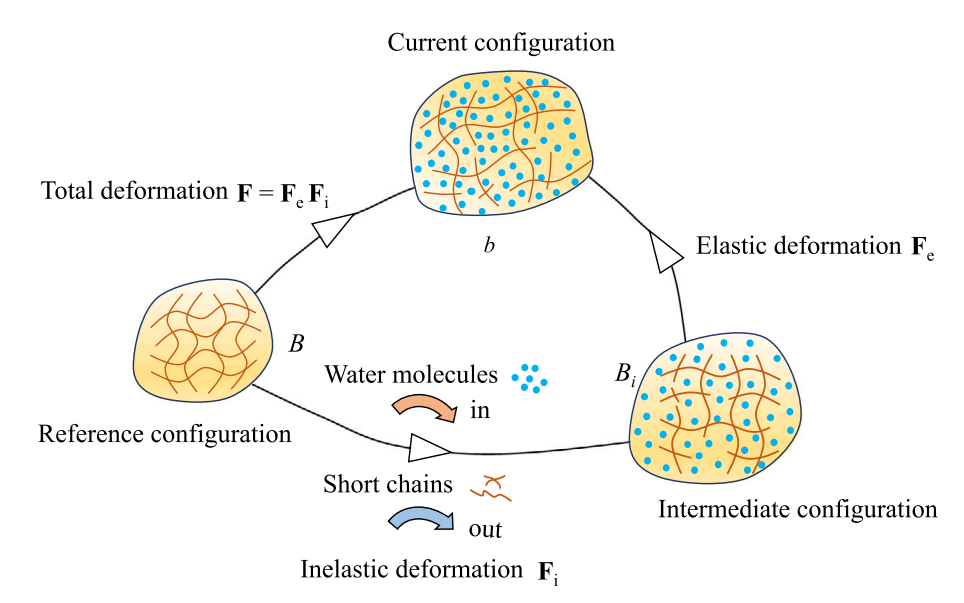 Current configuration
Total deformation F = Fe Fi
b
Elastic deformation Fe
B
Water molecules
in
Bi
Reference configuration
Short chains
out
Intermediate configuration
Inelastic deformation Fi